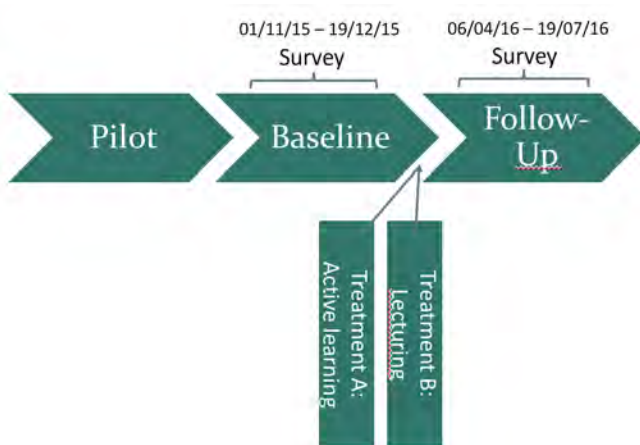 01/11/15 – 19/12/15
Survey
06/04/16 – 19/07/16
Survey
Pilot
Baseline
Follow-
Up
Treatment A:
Active learning
Treatment B:
Lecturing